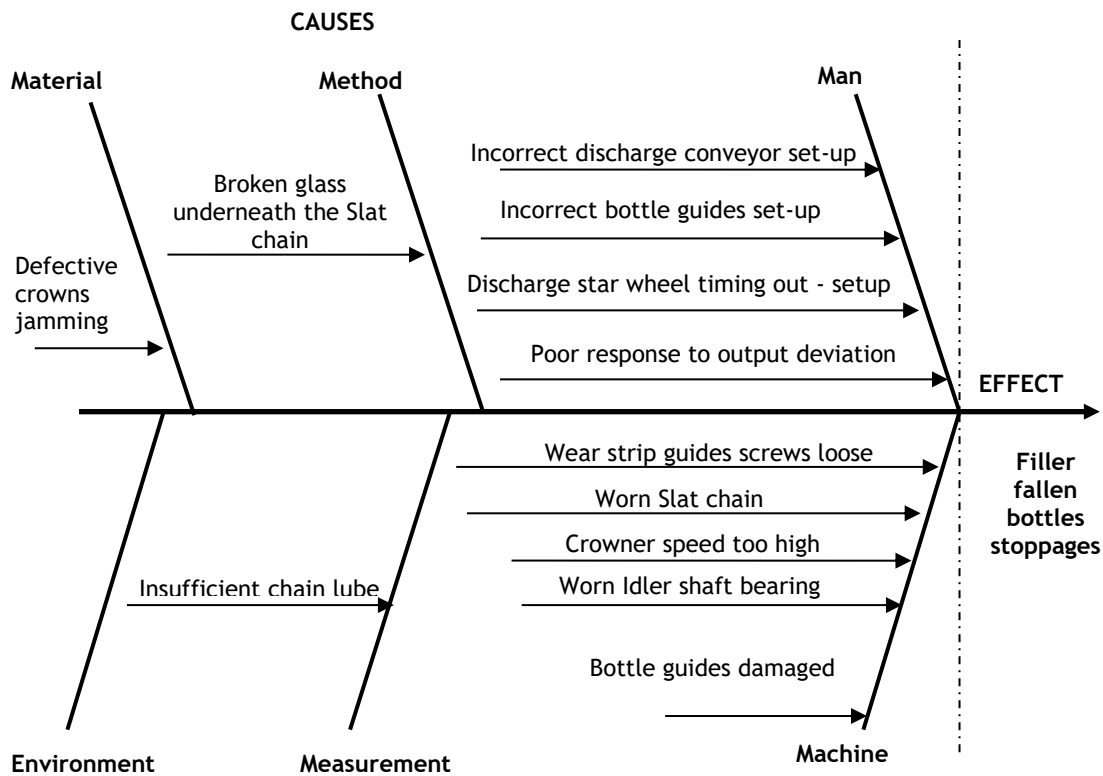 CAUSES
Material
Method
Man
Incorrect discharge conveyor set-up
Broken glass
underneath the Slat
chain
Incorrect bottle guides set-up
Defective
crowns
jamming
Discharge star wheel timing out - setup
Poor response to output deviation
EFFECT
Wear strip guides screws loose
Filler
fallen
bottles
stoppages
Worn Slat chain
Crowner speed too high
Insufficient chain lube
Worn Idler shaft bearing
Bottle guides damaged
Environment
Measurement
Machine